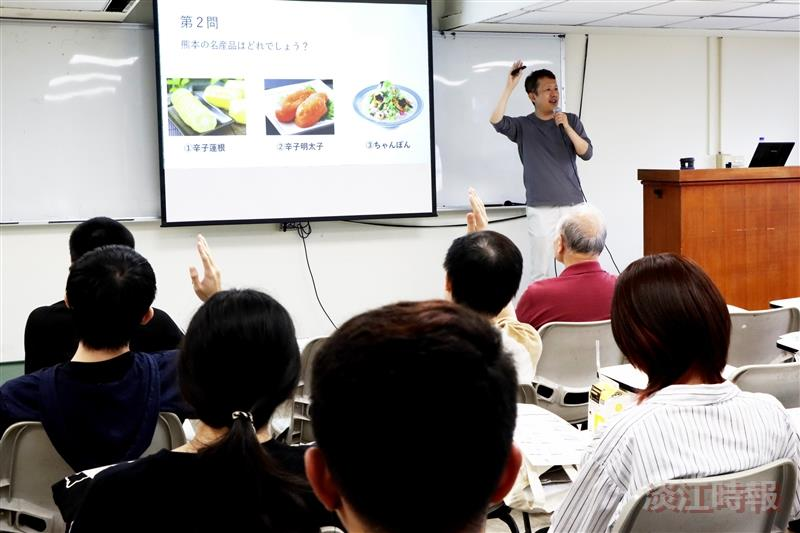 第2問
熊本の名産品はどれでしょう？
①辛子蓮根
②辛子明太子
③ちゃんぽん
淡江時報